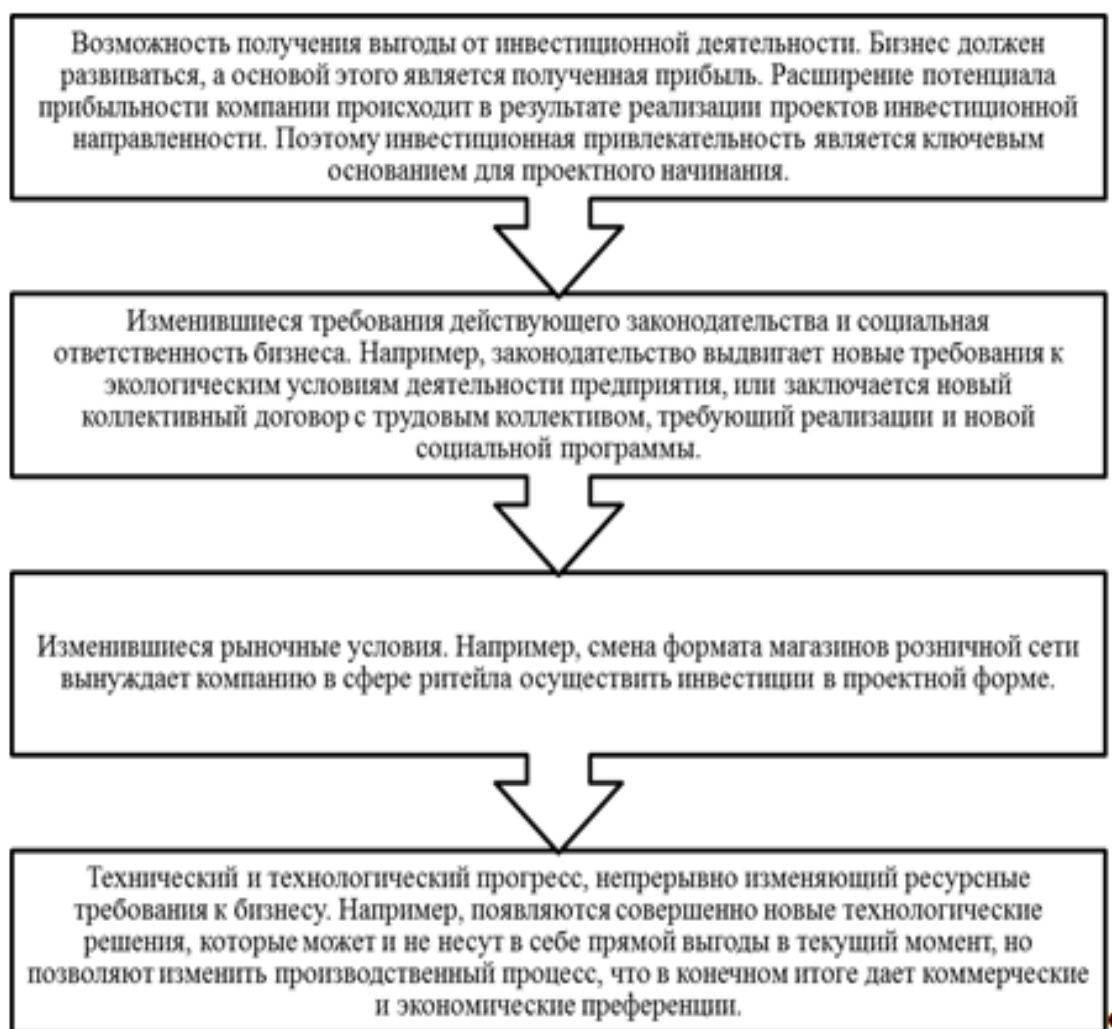 Возможность получения выгоды от инвестиционной деятельности. Бизнес должен
развиваться, а основой этого является полученная прибыль. Расширение потенциала
прибыльности компании происходит в результате реализации проектов инвестиционной
направленности. Поэтому инвестиционная привлекательность является ключевым
основанием для проектного начинания.
Изменившиеся требования действующего законодательства и социальная
ответственность бизнеса. Например, законодательство выдвигает новые требования к
экологическим условиям деятельности предприятия, или заключается новый
коллективный договор с трудовым коллективом, требующий реализации и новой
социальной программы.
Изменившиеся рыночные условия. Например, смена формата магазинов розничной сети
вынуждает компанию в сфере ритейла осуществить инвестиции в проектной форме.
Технический и технологический прогресс, непрерывно изменяющий ресурсные
требования к бизнесу. Например, появляются совершенно новые технологические
решения, которые может и не несут в себе прямой выгоды в текущий момент, но
позволяют изменить производственный процесс, что в конечном итоге дает коммерческие
и экономические преференции.